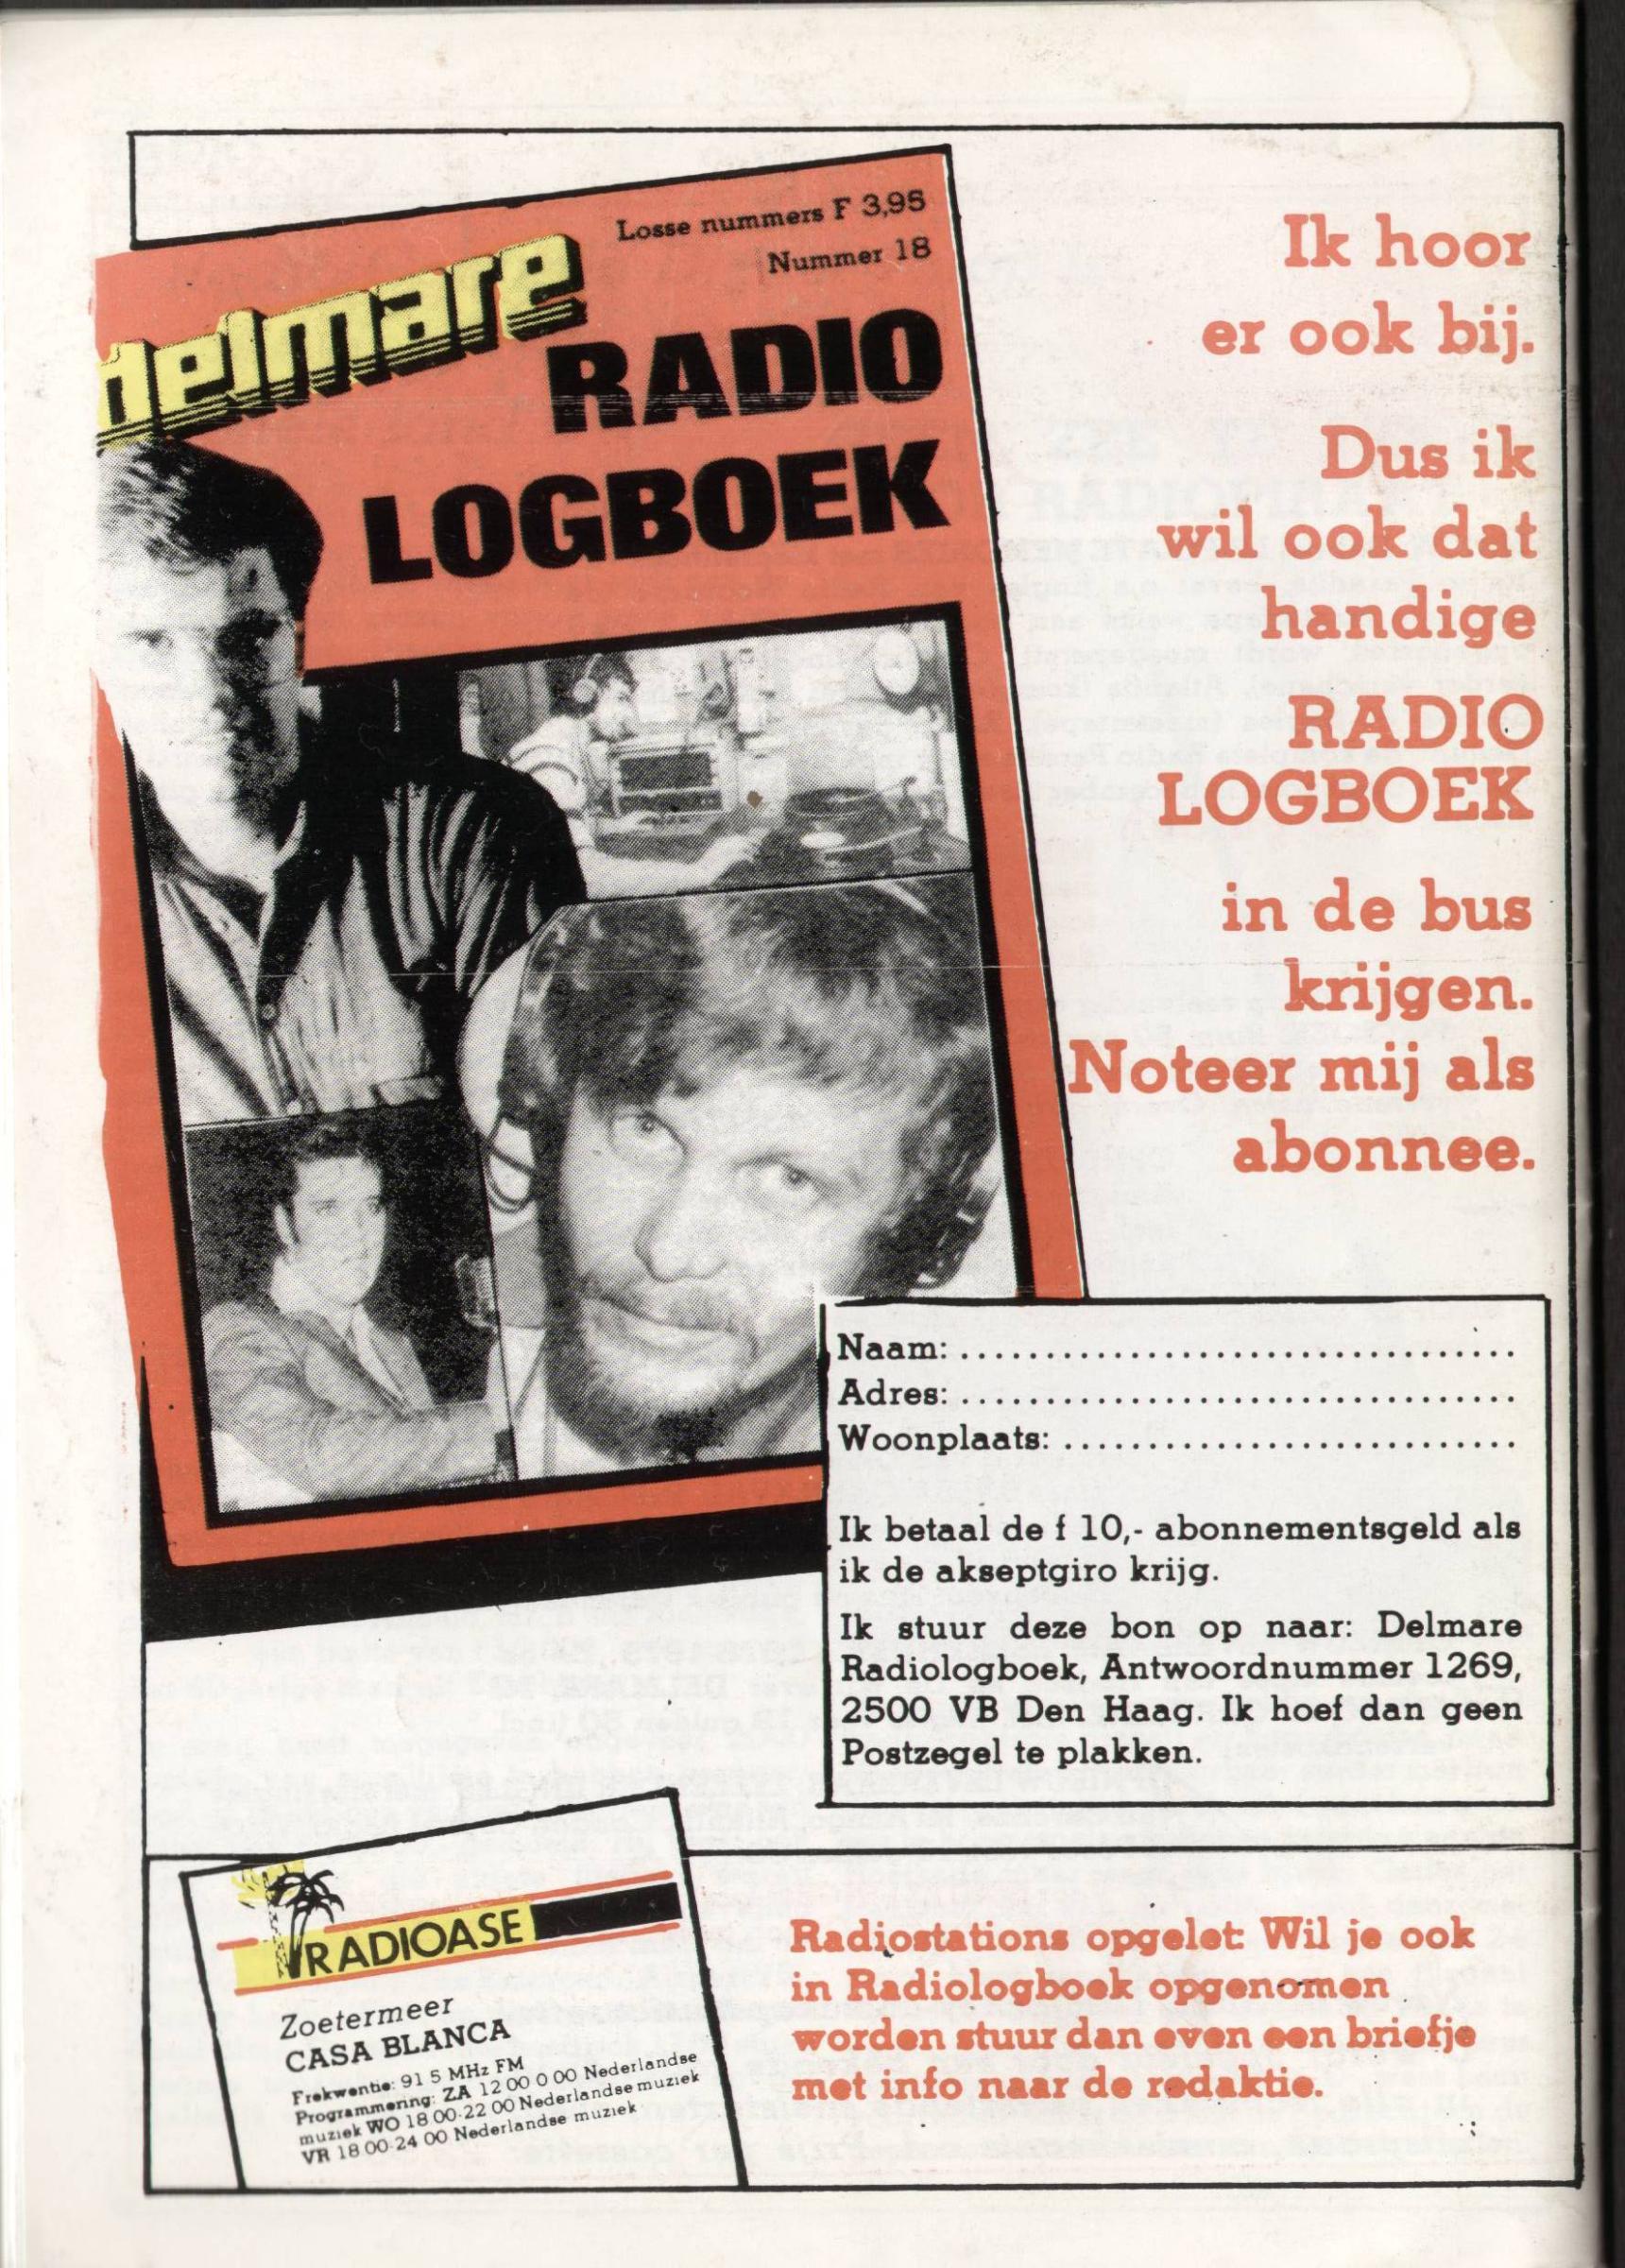 Losse nummers F 3,95
Nummer 18
delmare
RADIO
LOGBOEK
Ik hoor
er ook bij.
Dus ik
wil ook dat
handige
RADIO
LOGBOEK
in de bus
krijgen.
Noteer mij als
abonnee.
Naam: ..................................
Adres: ..................................
Woonplaats: ...........................
Ik betaal de f 10,- abonnementsgeld als
ik de akseptgiro krijg.
Ik stuur deze bon op naar: Delmare
Radiologboek, Antwoordnummer 1269,
2500 VB Den Haag. Ik hoef dan geen
Postzegel te plakken.
RADIOASE
Zoetermeer
CASA BLANCA
Frekwentie: 91 5 MHz FM
Programmering: ZA 12 00 0 00 Nederlandse
muziek WO 18 00-22 00 Nederlandse muziek
VR 18 00-24 00 Nederlandse muziek
Radiostations opgelet: Wil je ook
in Radiologboek opgenomen
worden stuur dan even een briefje
met info naar de redaktie.